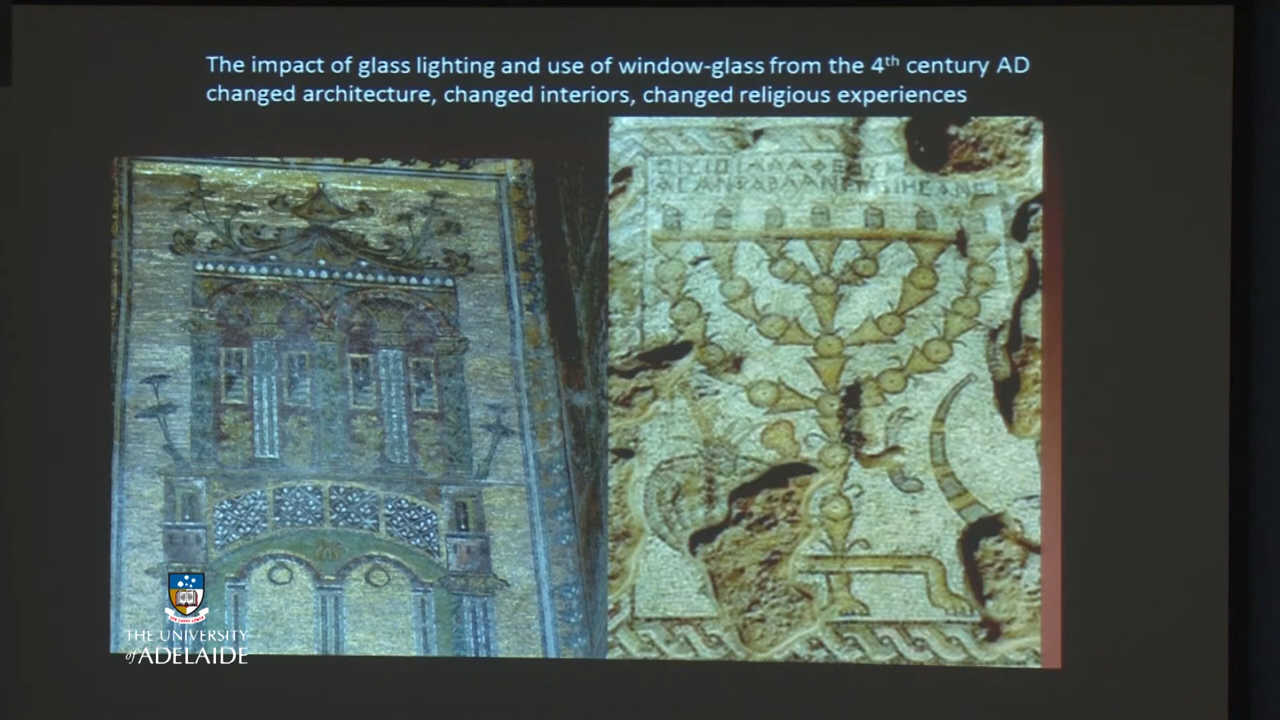 The impact of glass lighting and use of window-glass from the 4th century AD
changed architecture, changed interiors, changed religious experiences
THE UNIVERSITY
of ADELAIDE